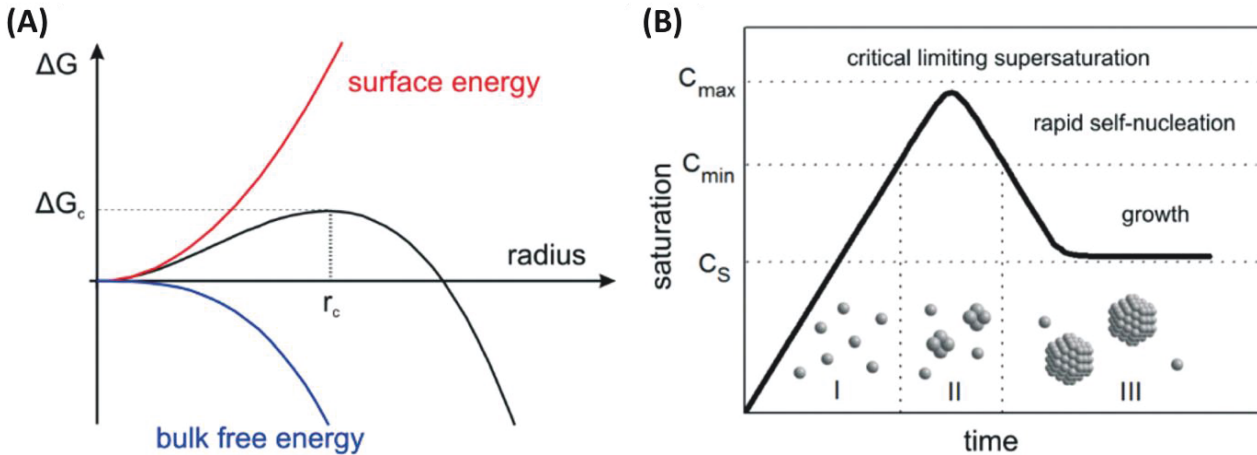 (A)
ΔG
surface energy
ΔGc
radius
rc
bulk free energy
(B)
critical limiting supersaturation
Cmax
rapid self-nucleation
Cmin
growth
CS
saturation
I
II
III
time